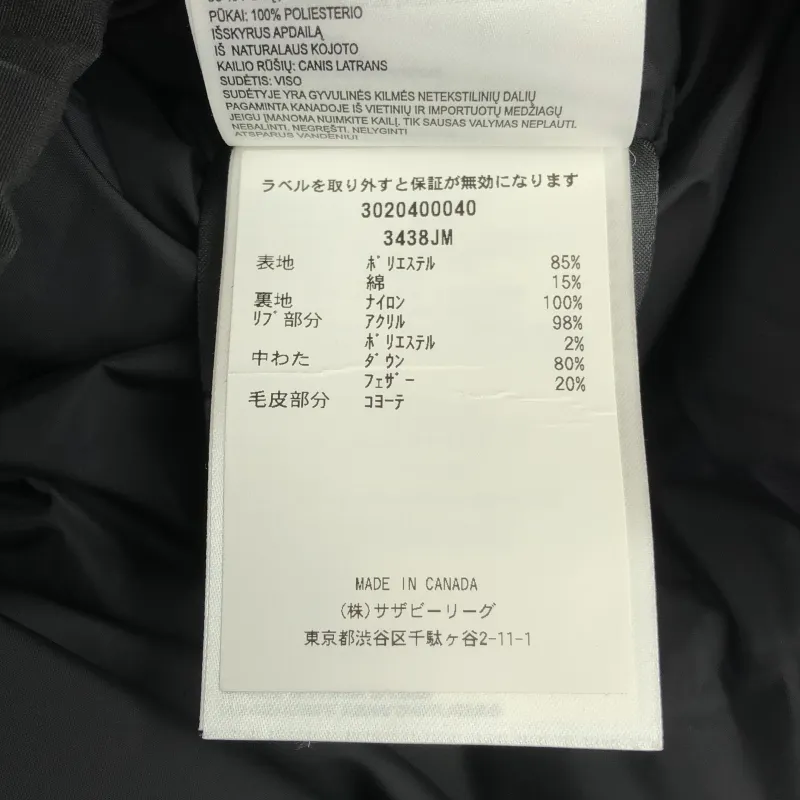 PŪKAI: 100% POLIESTERIO
IŠSKYRUS APDAILĄ
IŠ NATURALAUS KOJOTO
KAILIO RŪŠIŲ: CANIS LATRANS
SUDĖTIS: VISO
SUDĖTYJE YRA GYVULINĖS KILMĖS NETEKSTILINIŲ DALIŲ
PAGAMINTA KANADOJE IŠ VIETINIŲ IR IMPORTUOTŲ MEDŽIAGŲ
JEIGU ĮMANOMA NUIMKITE KAILĮ. TIK SAUSAS VALYMAS NEPLAUTI.
NEBALINTI, NEGRĘŠTI, NELYGINTI
ATSPARUS VANDENIUI
ラベルを取り外すと保証が無効になります
3020400040
3438JM
表地 ポリエステル 85%
綿 15%
裏地 ナイロン 100%
リブ部分 アクリル 98%
ポリエステル 2%
中わた ダウン 80%
フェザー 20%
毛皮部分 コヨーテ
MADE IN CANADA
(株)サザビーリーグ
東京都渋谷区千駄ヶ谷2-11-1